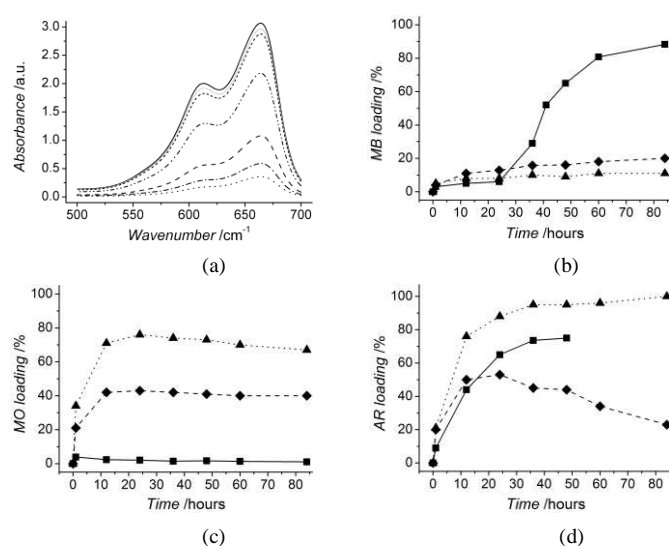 Absorbance /a.u.
3.0
2.5
2.0
1.5
1.0
0.5
0.0
500 550 600 650 700
Wavenumber /cm-1
(a)
MB loading /%
100
80
60
40
20
0
0 10 20 30 40 50 60 70 80
Time /hours
(b)
MO loading /%
100
80
60
40
20
0
0 10 20 30 40 50 60 70 80
Time /hours
(c)
AR loading /%
100
80
60
40
20
0
0 10 20 30 40 50 60 70 80
Time /hours
(d)